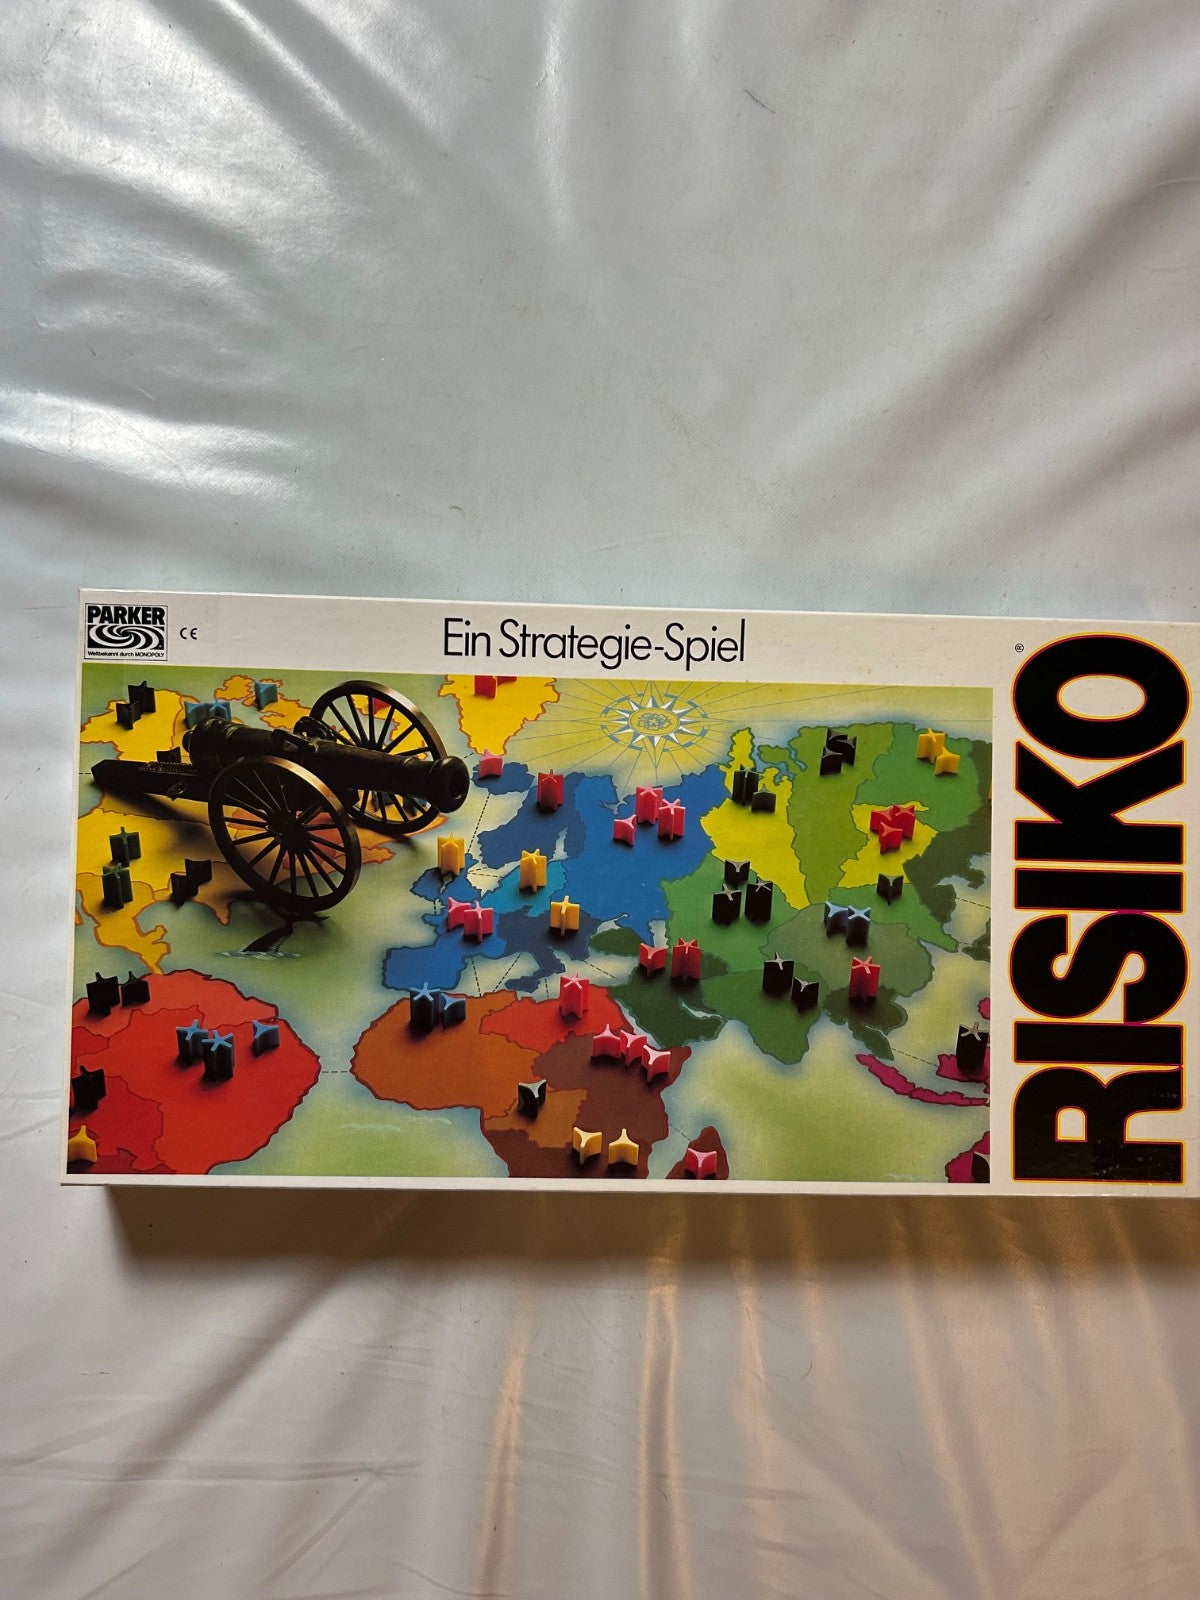 PARKER
Weltbekannt durch MONOPOLY
CE
Ein Strategie-Spiel
RISIKO
®